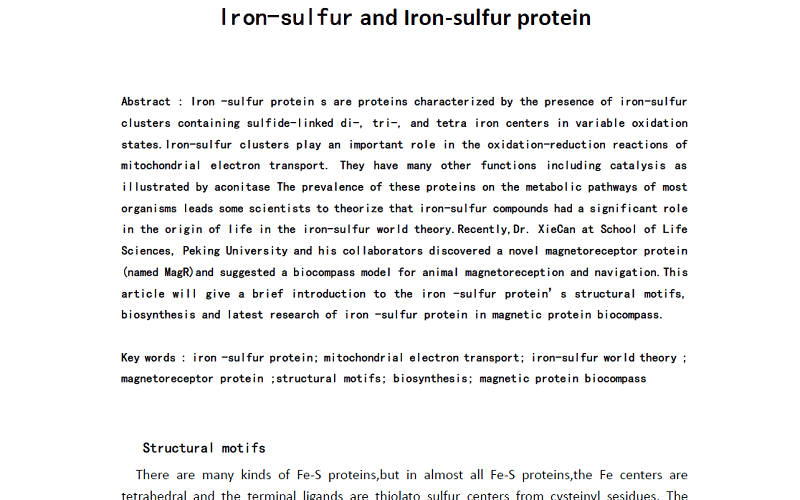 Iron-sulfur and Iron-sulfur protein
Abstract : Iron -sulfur protein s are proteins characterized by the presence of iron-sulfur
clusters containing sulfide-linked di-, tri-, and tetra iron centers in variable oxidation
states.Iron-sulfur clusters play an important role in the oxidation-reduction reactions of
mitochondrial electron transport. They have many other functions including catalysis as
illustrated by aconitase The prevalence of these proteins on the metabolic pathways of most
organisms leads some scientists to theorize that iron-sulfur compounds had a significant role
in the origin of life in the iron-sulfur world theory.Recently,Dr. XieCan at School of Life
Sciences, Peking University and his collaborators discovered a novel magnetoreceptor protein
(named MagR)and suggested a biocompass model for animal magnetoreception and navigation.This
article will give a brief introduction to the iron -sulfur protein's structural motifs,
biosynthesis and latest research of iron -sulfur protein in magnetic protein biocompass.
Key words : iron -sulfur protein; mitochondrial electron transport; iron-sulfur world theory ;
magnetoreceptor protein ;structural motifs; biosynthesis; magnetic protein biocompass
Structural motifs
There are many kinds of Fe-S proteins,but in almost all Fe-S proteins,the Fe centers are
tetrahedral and the terminal ligands are thiolato sulfur centers from cysteinyl sesidues. The